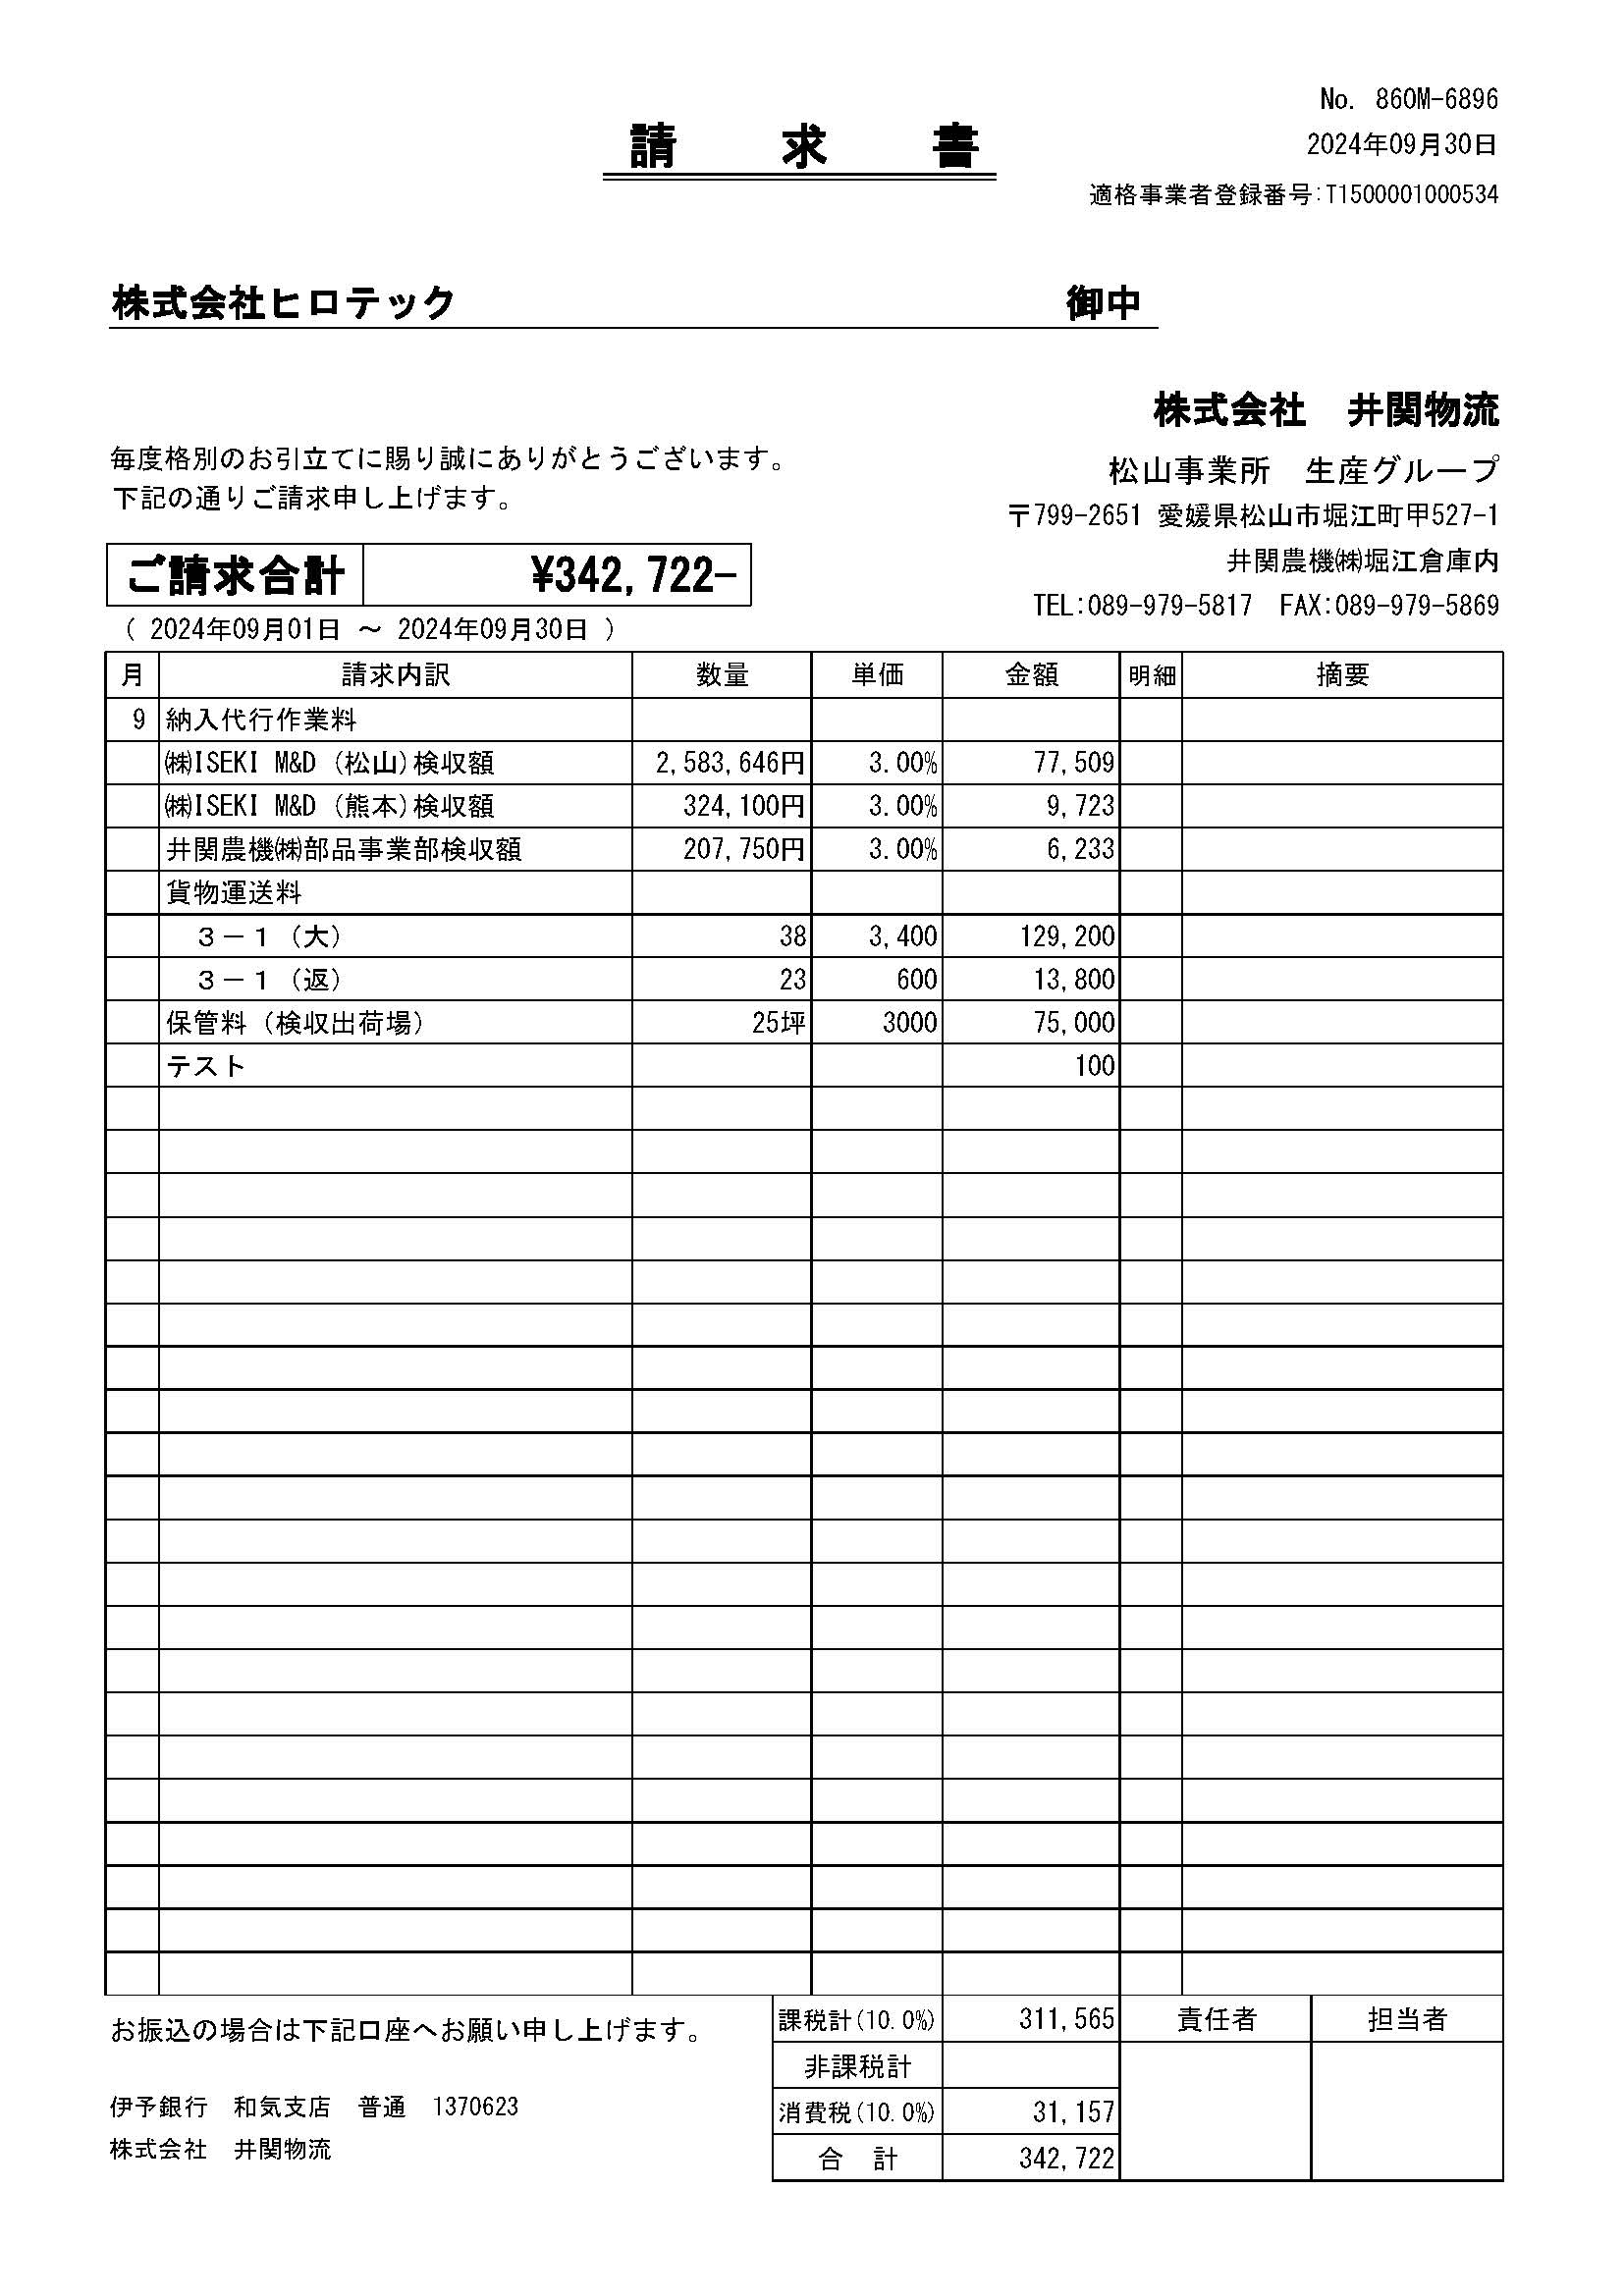 No. 860M-6896
請 求 書
2024年09月30日
適格事業者登録番号:T1500001000534
株式会社ヒロテック 御中
株式会社 井関物流
毎度格別のお引立てに賜り誠にありがとうございます。
松山事業所 生産グループ
下記の通りご請求申し上げます。
〒799-2651 愛媛県松山市堀江町甲527-1
井関農機㈱堀江倉庫内
ご請求合計 ¥342,722-
TEL:089-979-5817 FAX:089-979-5869
( 2024年09月01日 ～ 2024年09月30日 )
月 請求内訳 数量 単価 金額 明細 摘要
9 納入代行作業料
㈱ISEKI M&D (松山)検収額 2,583,646円 3.00% 77,509
㈱ISEKI M&D (熊本)検収額 324,100円 3.00% 9,723
井関農機㈱部品事業部検収額 207,750円 3.00% 6,233
貨物運送料
３－１（大） 38 3,400 129,200
３－１（返） 23 600 13,800
保管料（検収出荷場） 25坪 3000 75,000
テスト 100
課税計(10.0%) 311,565 責任者 担当者
お振込の場合は下記口座へお願い申し上げます。
非課税計
伊予銀行 和気支店 普通 1370623
消費税(10.0%) 31,157
株式会社 井関物流
合 計 342,722